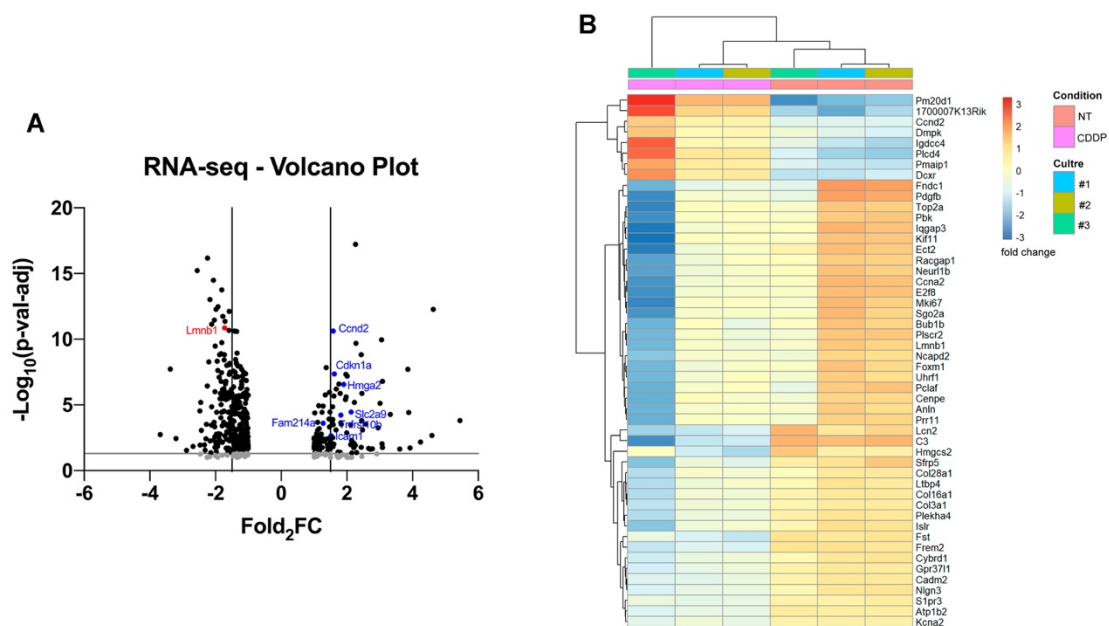 A
RNA-seq - Volcano Plot
-Log10(p-val-adj)
20
15
10
5
0
-6
-4
-2
0
2
4
6
Fold2FC
Lmnb1
Ccnd2
Cdkn1a
Hmga2
Slc2a9
Fam214a
Icam1
B
Pm20d1
1700007K13Rik
Ccnd2
Dmpk
Igdcc4
Plcd4
Pmaip1
Dcxr
Fndc1
Pdgfb
Top2a
Pbk
Iqgap3
Kif11
Ect2
Racgap1
Neurl1b
Ccna2
E2f8
Mki67
Sgo2a
Bub1b
Plscr2
Lmnb1
Ncapd2
Foxm1
Uhrf1
Pclaf
Cenpe
Anln
Prr11
Lcn2
C3
Hmgcs2
Sfrp5
Col28a1
Ltbp4
Col16a1
Col3a1
Plekha4
Islr
Fst
Frem2
Cybrd1
Gpr37l1
Cadm2
Nlgn3
S1pr3
Atp1b2
Kcna2
3
2
1
0
-1
-2
-3
fold change
Condition
NT
CDDP
Cultre
#1
#2
#3